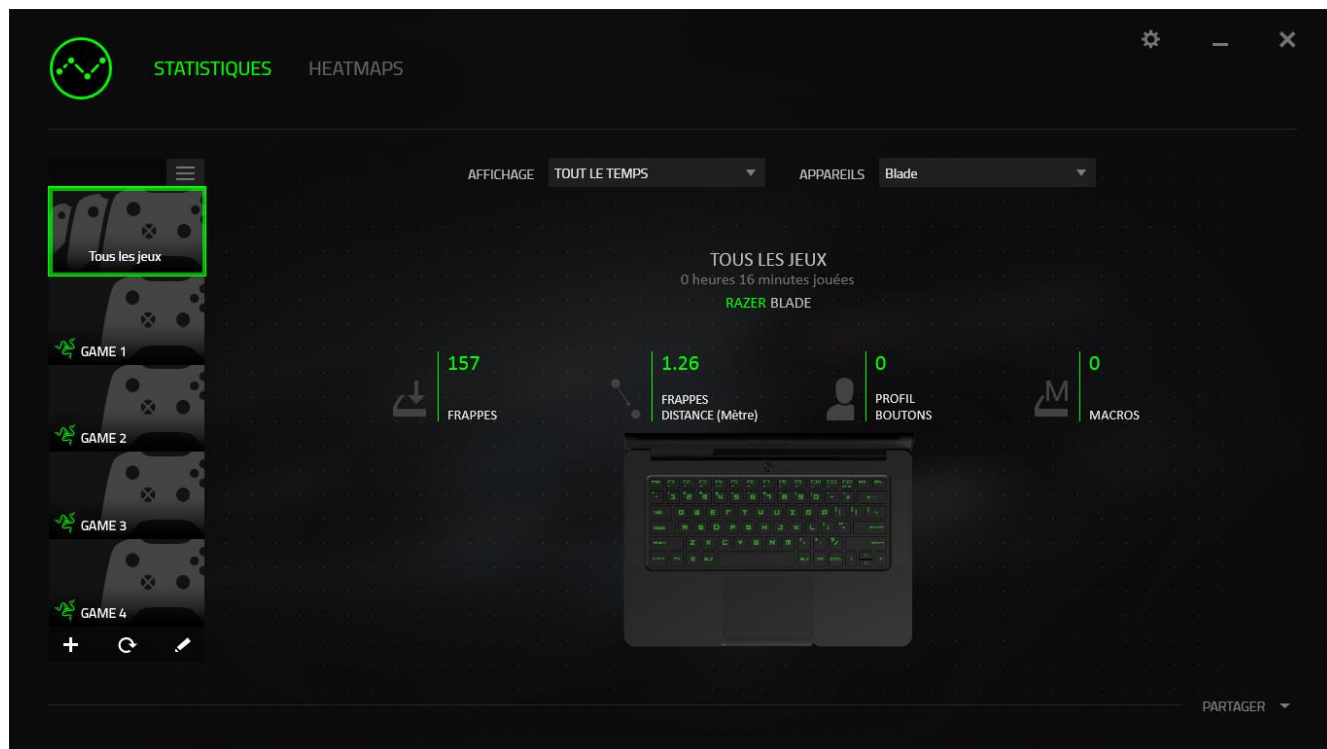 STATISTIQUES HEATMAPS
AFFICHAGE TOUT LE TEMPS APPAREILS Blade
Tous les jeux
GAME 1
GAME 2
GAME 3
GAME 4
TOUS LES JEUX
0 heures 16 minutes jouées
RAZER BLADE
157
FRAPPES
1.26
FRAPPES
DISTANCE (Mètre)
0
PROFIL
BOUTONS
0
M
MACROS
PARTAGER